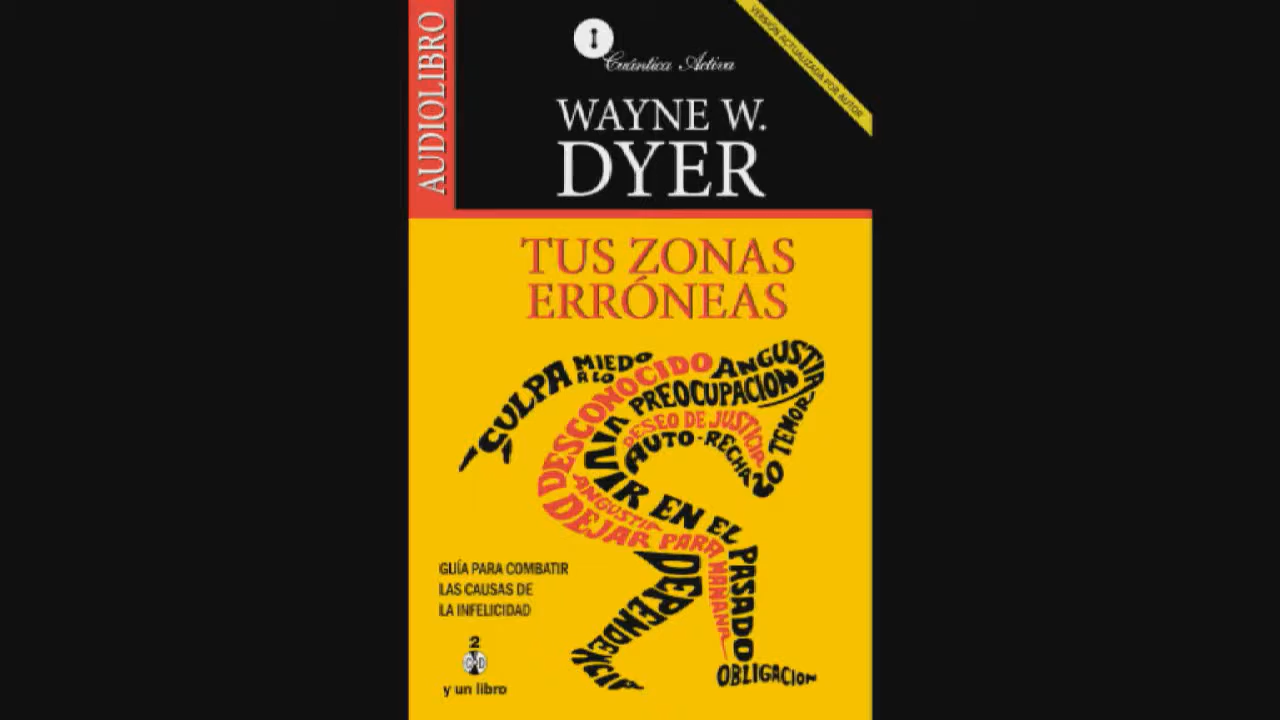 AUDIOLIBRO
Cuántica Activa
VERSIÓN ACTUALIZADA POR AUTOR
WAYNE W.
DYER
TUS ZONAS
ERRÓNEAS
CULPA
MIEDO
A LO
DESCONOCIDO
ANGUSTIA
PREOCUPACION
TEMOR
DESEO DE JUSTICIA
AUTO-RECHAZO
VIVIR EN EL PASADO
ANGUSTIA
DEJAR PARA MAÑANA
DEPENDENCIA
OBLIGACION
GUÍA PARA COMBATIR
LAS CAUSAS DE
LA INFELICIDAD
2
CD
y un libro